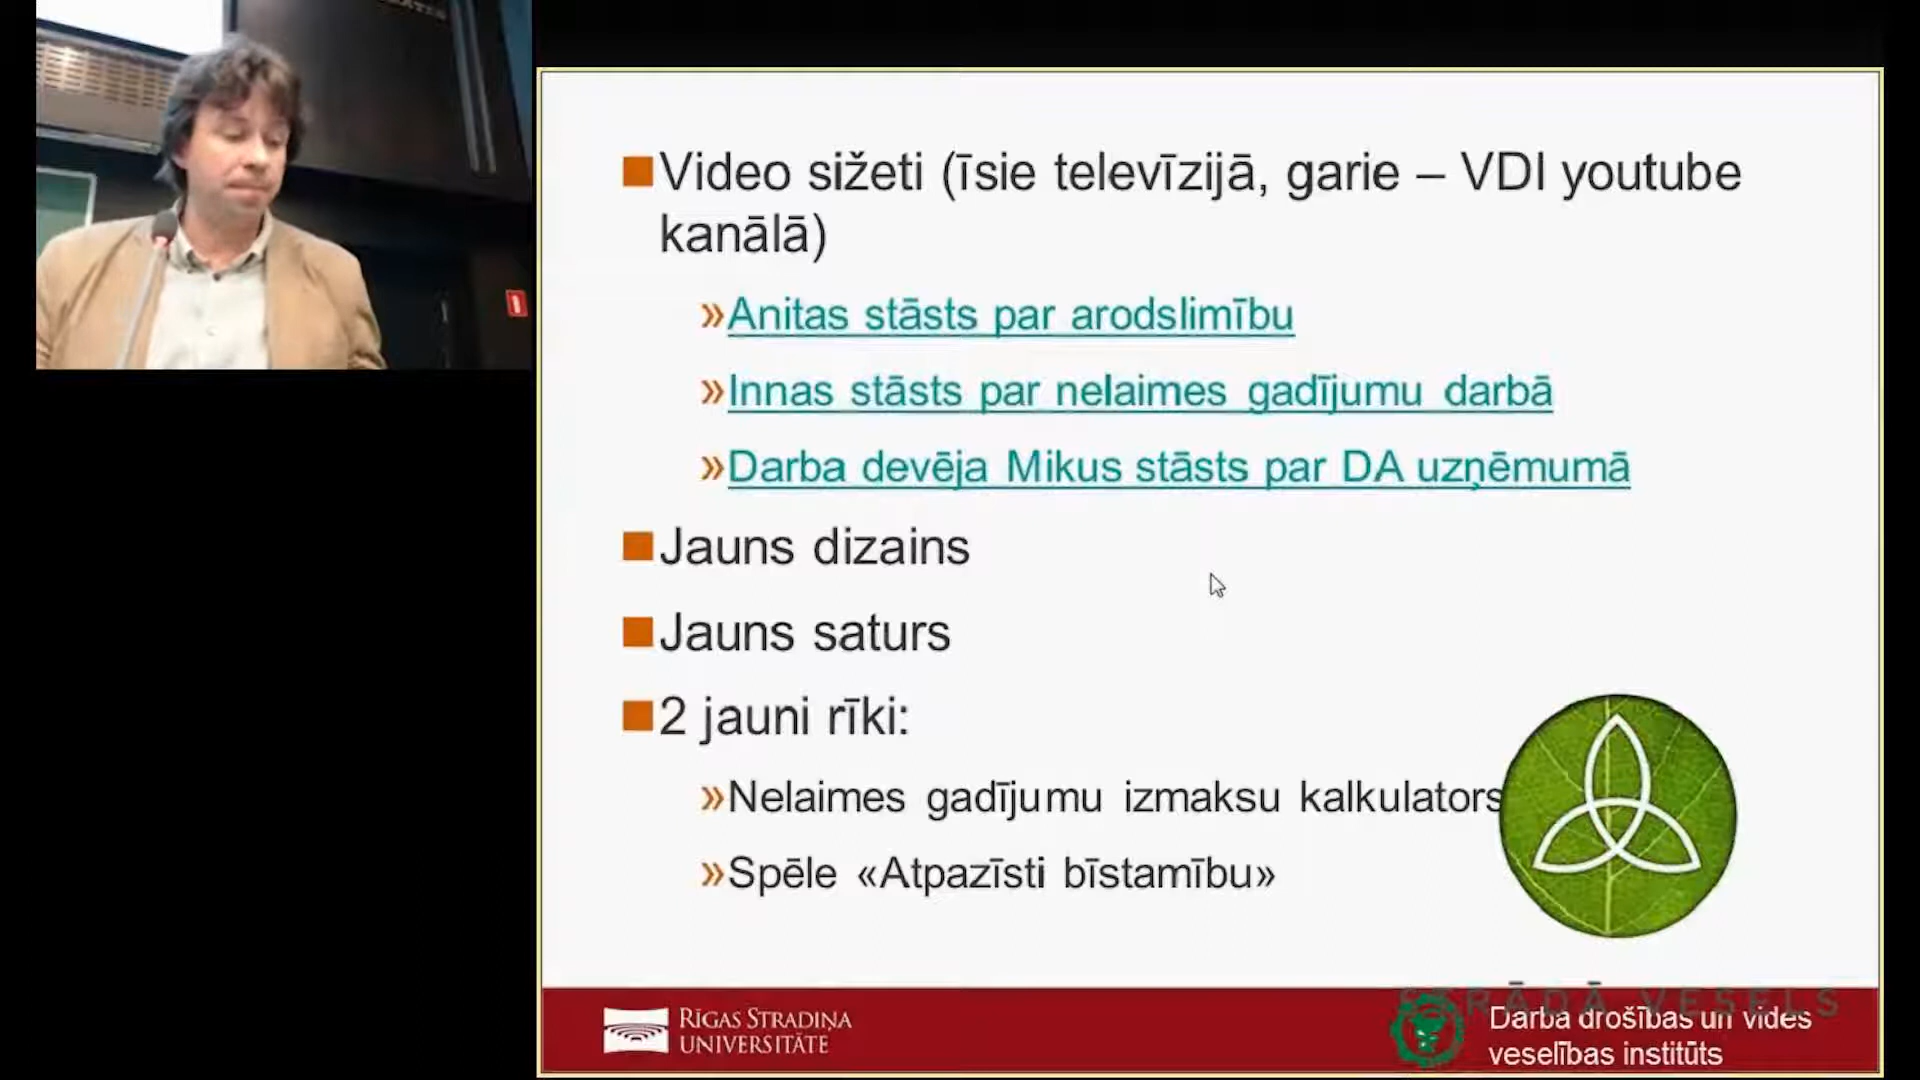 Video sižeti (īsie televīzijā, garie – VDI youtube
kanālā)
»Anitas stāsts par arodslimību
»Innas stāsts par nelaimes gadījumu darbā
»Darba devēja Mikus stāsts par DA uzņēmumā
Jauns dizains
Jauns saturs
2 jauni rīki:
»Nelaimes gadījumu izmaksu kalkulators
»Spēle «Atpazīsti bīstamību»
RĪGAS STRADIŅA
UNIVERSITĀTE
STRĀDĀ VESELS
Darba drošības un vides
veselības institūts